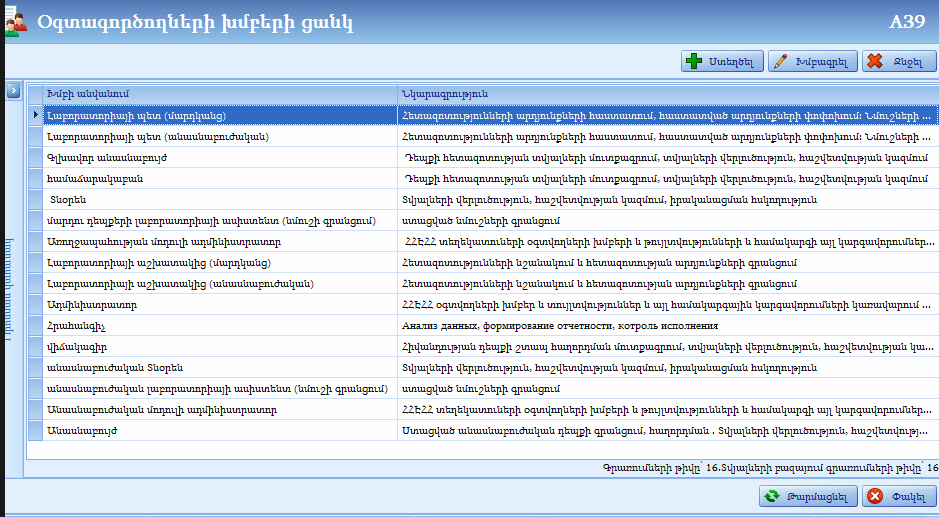 Օգտագործողների խմբերի ցանկ A39
Ստեղծել Խմբագրել Ջնջել
Խմբի անվանում Նկարագրություն
Լաբորատորիայի պետ (մարդկանց) Հետազոտությունների արդյունքների հաստատում, հաստատված արդյունքների փոփոխում: Նմուշների ...
Լաբորատորիայի պետ (անասնաբուժական) Հետազոտությունների արդյունքների հաստատում, հաստատված արդյունքների փոփոխում: Նմուշների ...
Գլխավոր անասնաբույժ Դեպքի հետազոտության տվյալների մուտքագրում, տվյալների վերլուծություն, հաշվետվության կազմում
համաճարակաբան Դեպքի հետազոտության տվյալների մուտքագրում, տվյալների վերլուծություն, հաշվետվության կազմում
Տնօրեն Տվյալների վերլուծություն, հաշվետվության կազմում, իրականացման հսկողություն
մարդու դեպքերի լաբորատորիայի ասիստենտ (նմուշի գրանցում) ստացված նմուշների գրանցում
Առողջապահության մոդուլի ադմինիստրատոր ՀՀԷՀՀ տեղեկատուների օգտվողների խմբերի և թույլտվությունների և համակարգի այլ կարգավորումներ...
Լաբորատորիայի աշխատակից (մարդկանց) Հետազոտությունների նշանակում և հետազոտության արդյունքների գրանցում
Լաբորատորիայի աշխատակից (անասնաբուժական) Հետազոտությունների նշանակում և հետազոտության արդյունքների գրանցում
Ադմինիստրատոր ՀՀԷՀՀ օգտվողների խմբեր և տույլտվություններ և այլ համակարգային կարգավորումների կառավարում ...
Հրահանգիչ Анализ данных, формирование отчетности, котроль исполнения
վիճակագիր Հիվանդության դեպքի շտապ հաղորդման մուտքագրում, տվյալների վերլուծություն, հաշվետվության կա...
անասնաբուժական Տնօրեն Տվյալների վերլուծություն, հաշվետվության կազմում, իրականացման հսկողություն
անասնաբուժական լաբորատորիայի ասիստենտ (նմուշի գրանցում) ստացված նմուշների գրանցում
Անասնաբուժական մոդուլի ադմինիստրատոր ՀՀԷՀՀ տեղեկատուների օգտվողների խմբերի և թույլտվությունների և համակարգի այլ կարգավորումներ...
Անասնաբույժ Ստացված անասնաբուժական դեպքի գրանցում, հաղորդման . Տվյալների վերլուծություն, հաշվետվությ...
Գրառումների թիվը՝ 16.Տվյալների բազայում գրառումների թիվը՝ 16
Թարմացնել Փակել